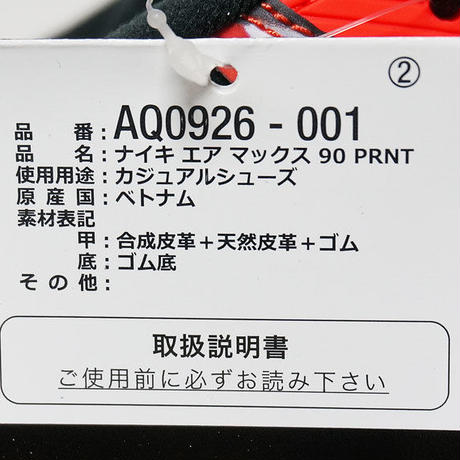 ②
品 番：AQ0926 - 001
品 名：ナイキ エア マックス 90 PRNT
使用用途：カジュアルシューズ
原 産 国：ベトナム
素材表記
甲：合成皮革＋天然皮革＋ゴム
底：ゴム底
そ の 他：
取扱説明書
ご使用前に必ずお読み下さい